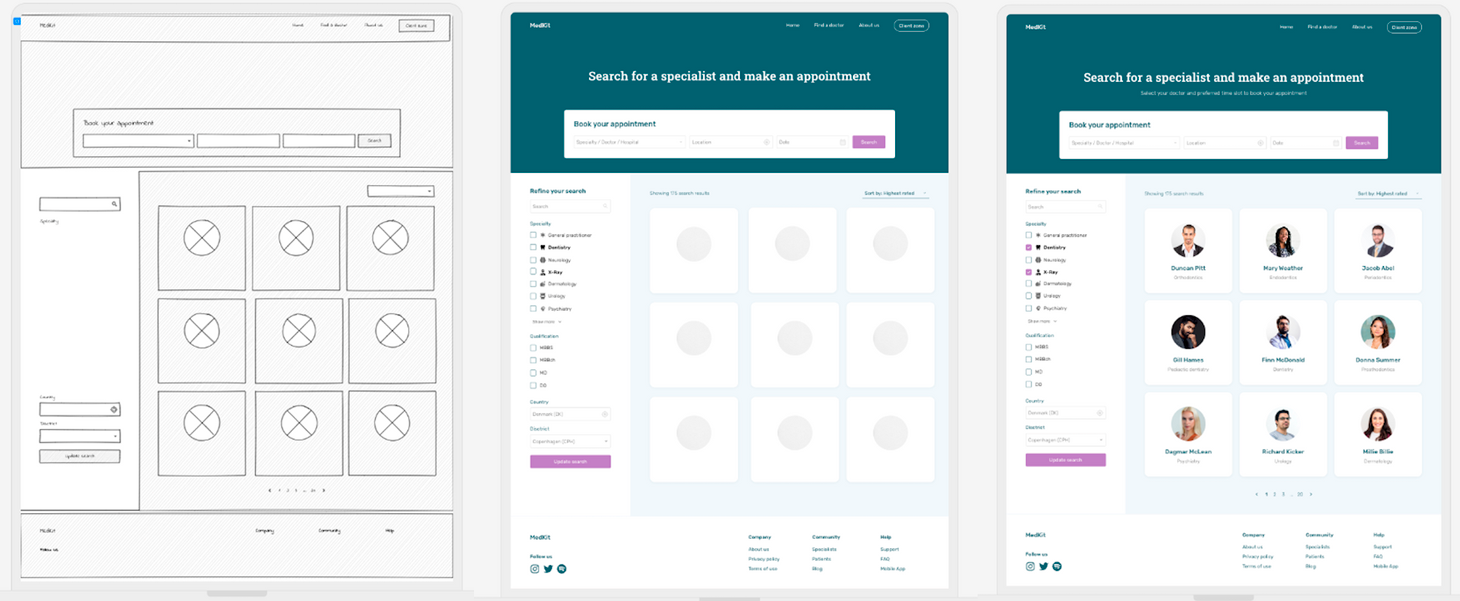 MedKit
Home Find a doctor About us Client zone
Book your appointment
Search
Specialty
Country
District
Update search
< 1 2 3 ... 20 >
MedKit Company Community Help
Follow us
MedKit
Home Find a doctor About us Client zone
Search for a specialist and make an appointment
Book your appointment
Specialty / Doctor / Hospital Location Date Search
Refine your search
Showing 175 search results Sort by: Highest rated
Search
Specialty
General practitioner
Dentistry
Neurology
X-Ray
Dermatology
Urology
Psychiatry
Show more
Qualification
MBBS
MBBch
MD
DO
Country
Denmark (DK)
District
Copenhagen (CPH)
Update search
MedKit
Company Community Help
About us Specialists Support
Privacy policy Patients FAQ
Terms of use Blog Mobile App
Follow us
MedKit
Home Find a doctor About us Client zone
Search for a specialist and make an appointment
Select your doctor and preferred time slot to book your appointment
Book your appointment
Specialty / Doctor / Hospital Location Date Search
Refine your search
Showing 175 search results Sort by: Highest rated
Search
Specialty
General practitioner
Dentistry
Neurology
X-Ray
Dermatology
Urology
Psychiatry
Show more
Qualification
MBBS
MBBch
MD
DO
Country
Denmark (DK)
District
Copenhagen (CPH)
Update search
Duncan Pitt Mary Weather Jacob Abel
Orthodontics Endodontics Periodontics
Gill Hames Finn McDonald Donna Summer
Pediatric dentistry Dentistry Prosthodontics
Dagmar McLean Richard Kicker Millie Billie
Psychiatry Urology Dermatology
< 1 2 3 ... 20 >
MedKit
Company Community Help
About us Specialists Support
Privacy policy Patients FAQ
Terms of use Blog Mobile App
Follow us